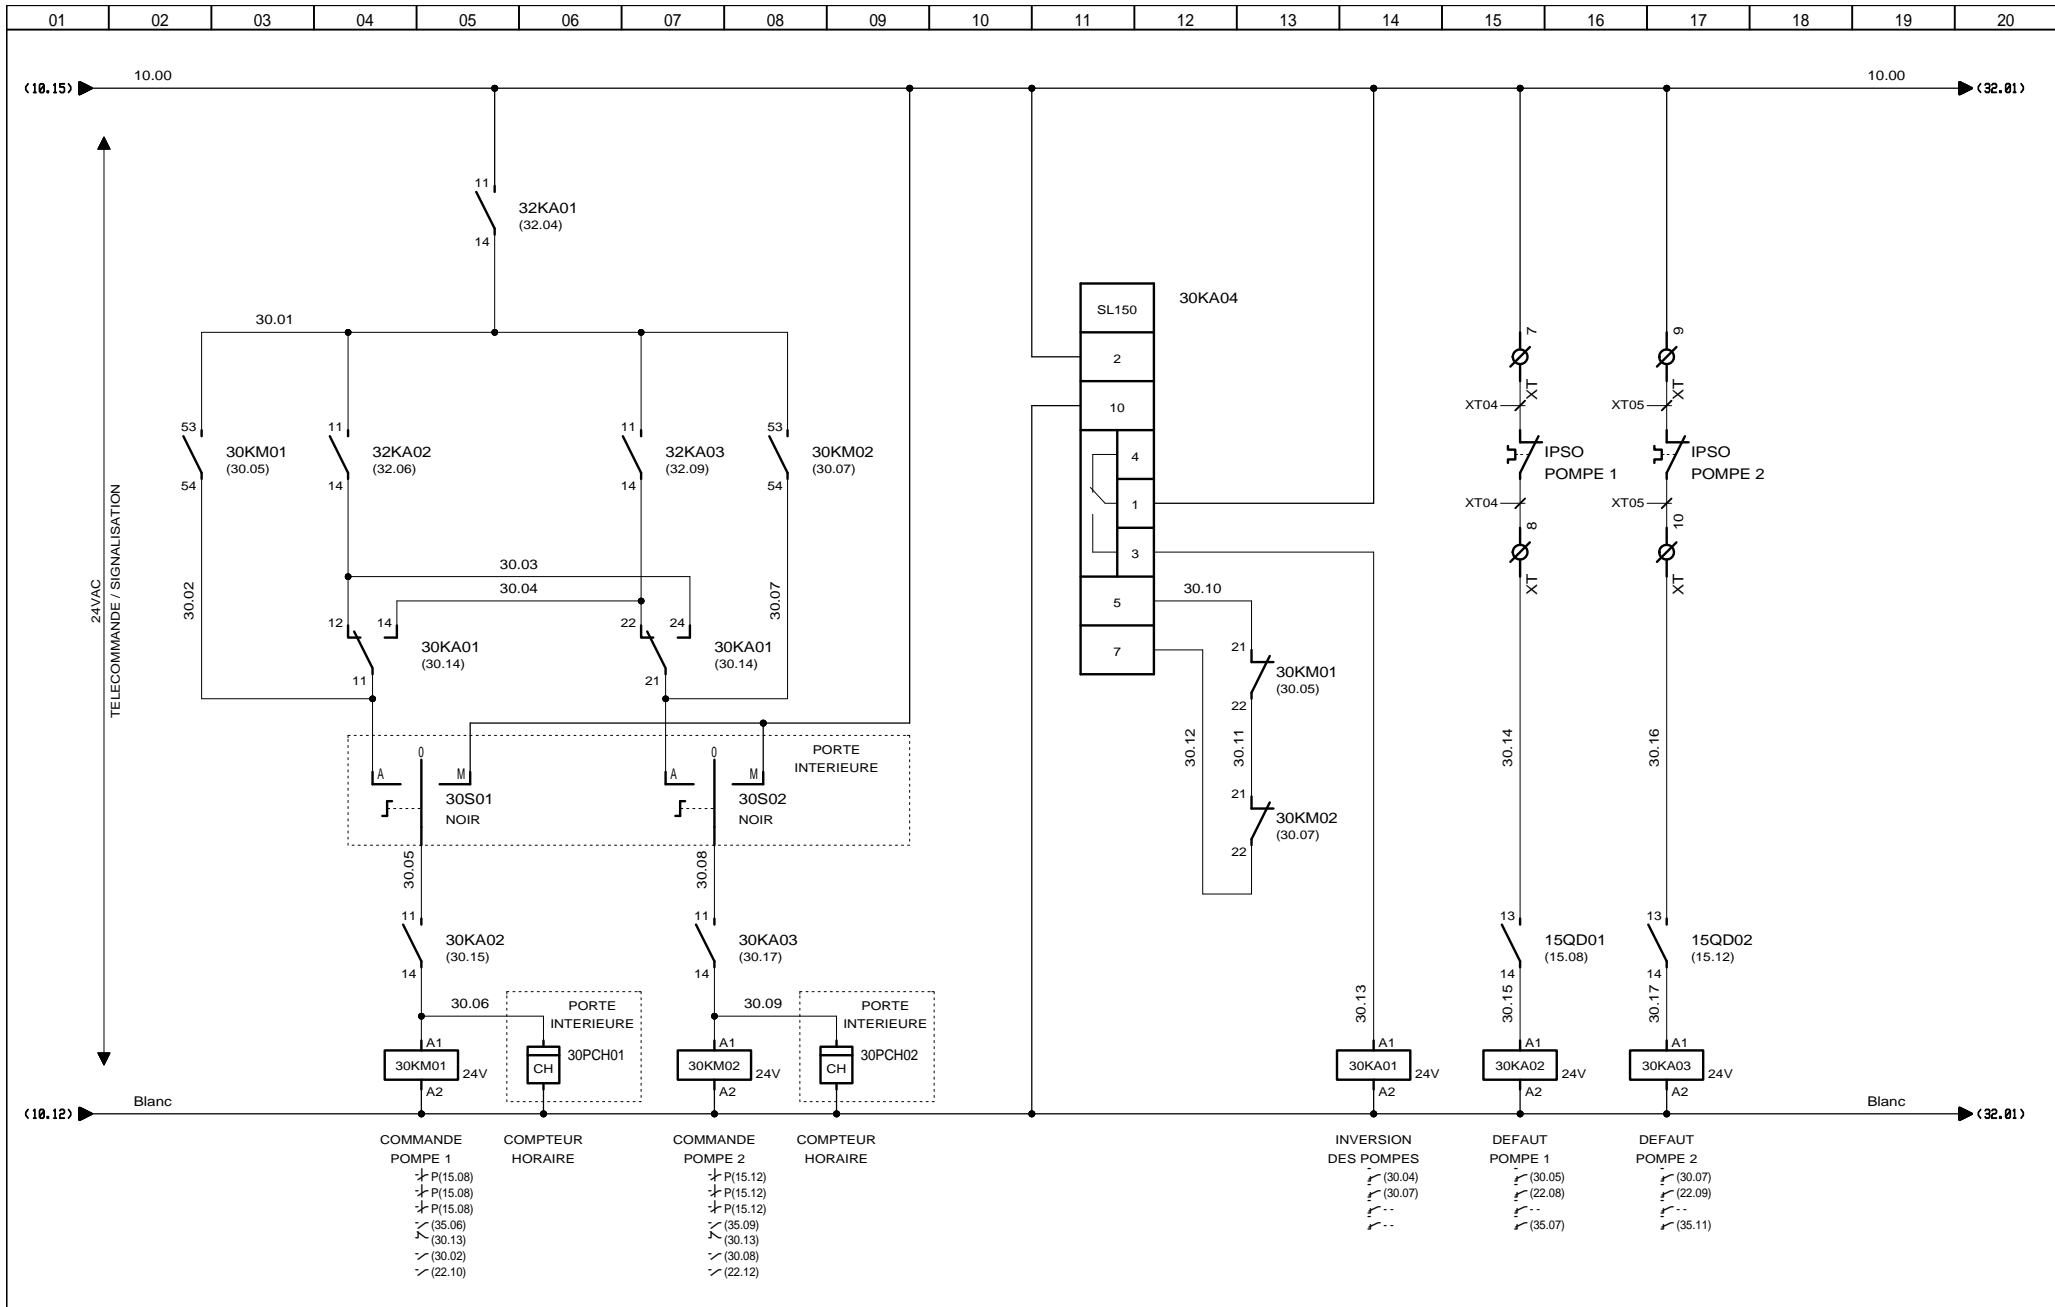 01 02 03 04 05 06 07 08 09 10 11 12 13 14 15 16 17 18 19 20
10.00 10.00
(10.15) (32.01)
11
32KA01
(32.04)
14
30KA04
SL150
30.01
2
7 9
XT XT
10
XT04 XT05
53 11 11 53
30KM01 32KA02 32KA03 30KM02
(30.05) (32.06) (32.09) (30.07)
54 14 14 54
4
IPSO IPSO
POMPE 1 POMPE 2
1
XT04 XT05
8 10
3
XT XT
24VAC
TELECOMMANDE / SIGNALISATION
30.03
30.04
30.02 30.07
5 30.10
12 14 22 24
30KA01 30KA01
(30.14) (30.14)
11 21
7
21
30KM01
(30.05)
22
30.12 30.11 30.14 30.16
PORTE
INTERIEURE
A 0 M A 0 M
30S01 30S02
NOIR NOIR
21
30KM02
(30.07)
22
30.05 30.08
11 11 13 13
30KA02 30KA03 15QD01 15QD02
(30.15) (30.17) (15.08) (15.12)
14 14 14 14
30.06 30.09 30.13 30.15 30.17
PORTE PORTE
INTERIEURE INTERIEURE
A1 A1 A1 A1 A1
30PCH01 30PCH02
30KM01 24V CH 30KM02 24V CH 30KA01 24V 30KA02 24V 30KA03 24V
A2 A2 A2 A2 A2
Blanc Blanc
(10.12) (32.01)
COMMANDE COMPTEUR COMMANDE COMPTEUR INVERSION DEFAUT DEFAUT
POMPE 1 HORAIRE POMPE 2 HORAIRE DES POMPES POMPE 1 POMPE 2
P(15.08) P(15.12) (30.04) (30.05) (30.07)
P(15.08) P(15.12) (30.07) (22.08) (22.09)
P(15.08) P(15.12) - - - - - -
(35.06) (35.09) - - (35.07) (35.11)
(30.13) (30.13)
(30.02) (30.08)
(22.10) (22.12)